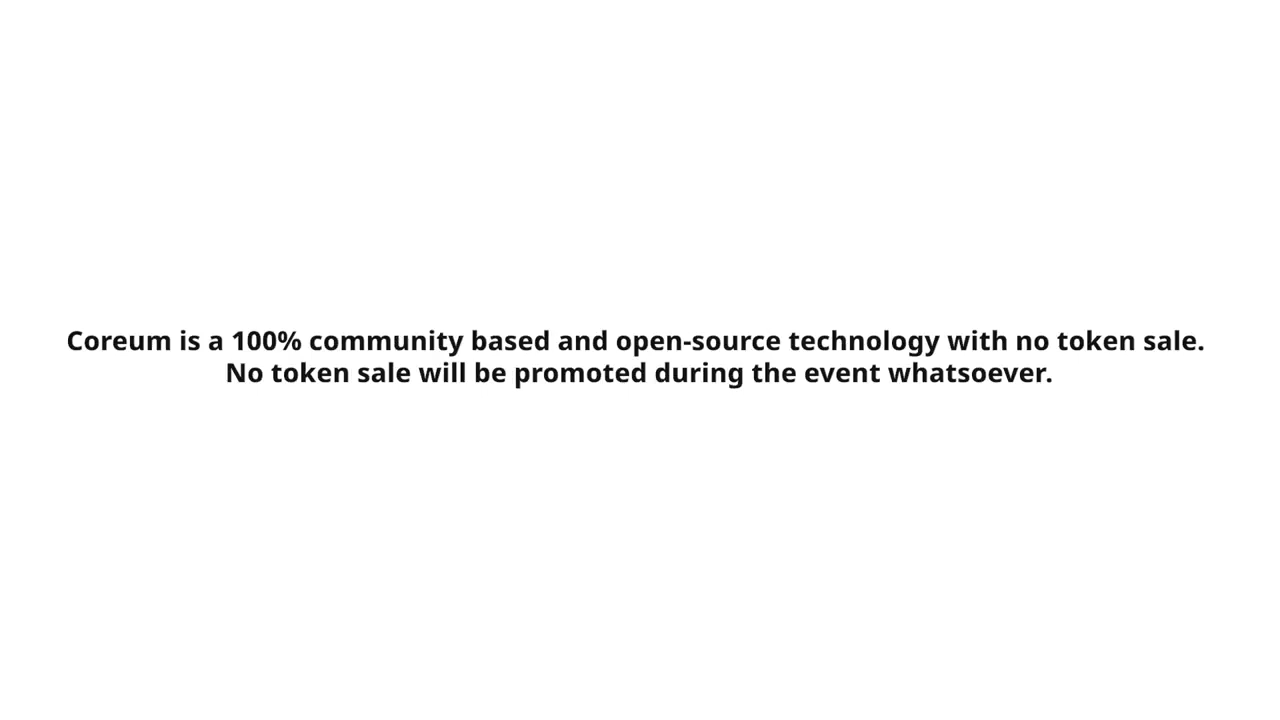 Coreum is a 100% community based and open-source technology with no token sale.
No token sale will be promoted during the event whatsoever.